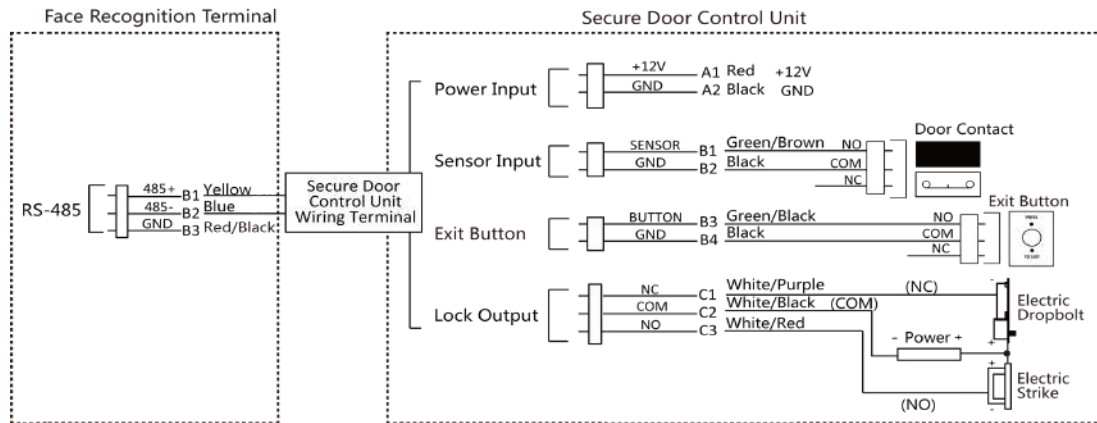 Face Recognition Terminal
Secure Door Control Unit
RS-485
485+ B1 Yellow
485- B2 Blue
GND B3 Red/Black
Secure Door
Control Unit
Wiring Terminal
Power Input
+12V A1 Red +12V
GND A2 Black GND
Sensor Input
SENSOR B1 Green/Brown NO
GND B2 Black COM
NC
Door Contact
Exit Button
BUTTON B3 Green/Black NO
GND B4 Black COM
NC
Exit Button
Lock Output
NC C1 White/Purple (NC)
COM C2 White/Black (COM)
NO C3 White/Red
- Power +
(NO)
-
Electric
Dropbolt
+
+
Electric
Strike
-